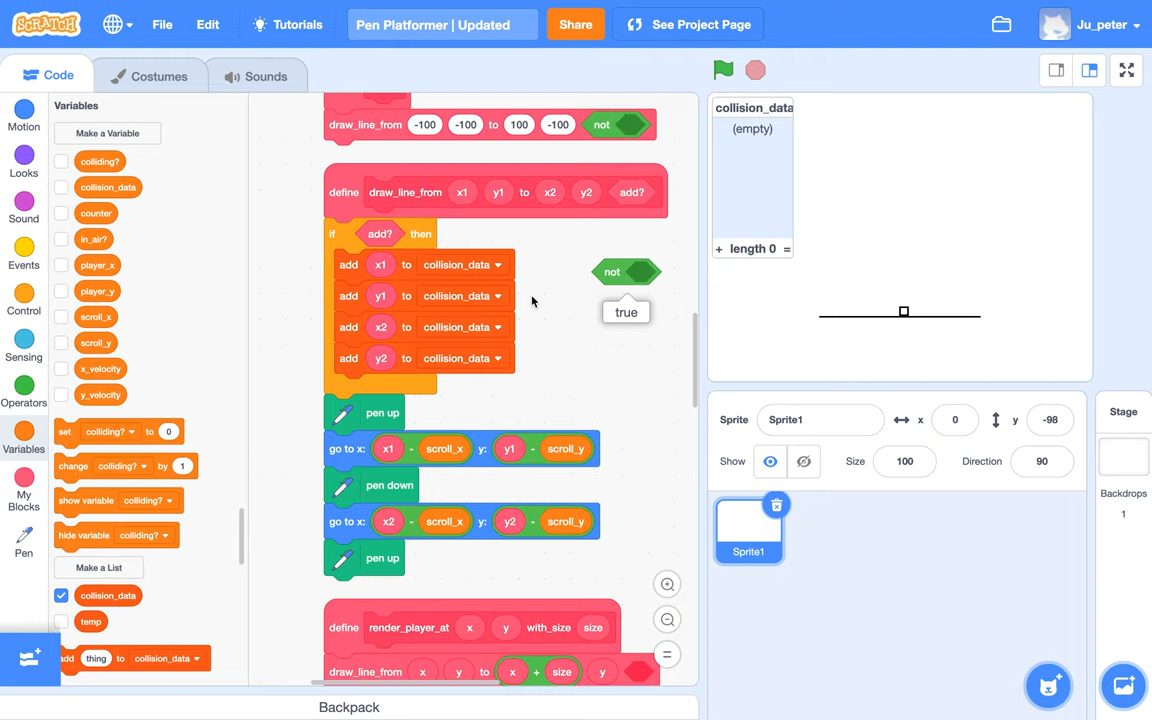 SCRATCH File Edit Tutorials Pen Platformer | Updated Share See Project Page Ju_peter
Code Costumes Sounds
Motion
Looks
Sound
Events
Control
Sensing
Operators
Variables
My
Blocks
Pen
Variables
Make a Variable
colliding?
collision_data
counter
in_air?
player_x
player_y
scroll_x
scroll_y
x_velocity
y_velocity
set colliding? to 0
change colliding? by 1
show variable colliding?
hide variable colliding?
Make a List
collision_data
temp
add thing to collision_data
draw_line_from -100 -100 to 100 -100 not
define draw_line_from x1 y1 to x2 y2 add?
if add? then
add x1 to collision_data
add y1 to collision_data
add x2 to collision_data
add y2 to collision_data
not
true
pen up
go to x: x1 - scroll_x y: y1 - scroll_y
pen down
go to x: x2 - scroll_x y: y2 - scroll_y
pen up
define render_player_at x y with_size size
draw_line_from x y to x + size y
Backpack
collision_data
(empty)
+ length 0 =
Sprite Sprite1 x 0 y -98
Show Size 100 Direction 90
Sprite1
Stage
Backdrops
1